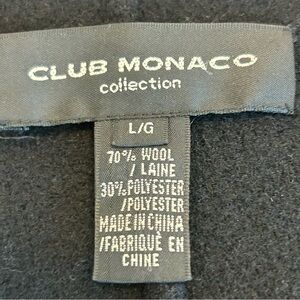 CLUB MONACO
collection
L/G
70% WOOL
/ LAINE
30% POLYESTER
/POLYESTER
MADE IN CHINA
/FABRIQUÉ EN
CHINE